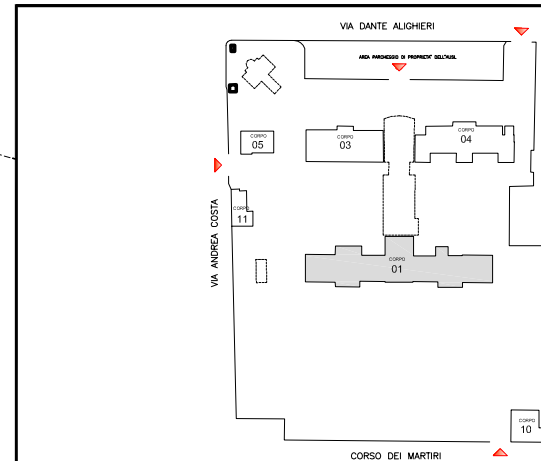 VIA DANTE ALIGHIERI
AREA PARCHEGGIO DI PROPRIETA' DELL'AUSL
CORPO
03
CORPO
04
CORPO
05
CORPO
11
VIA ANDREA COSTA
CORPO
01
CORPO
10
CORSO DEI MARTIRI